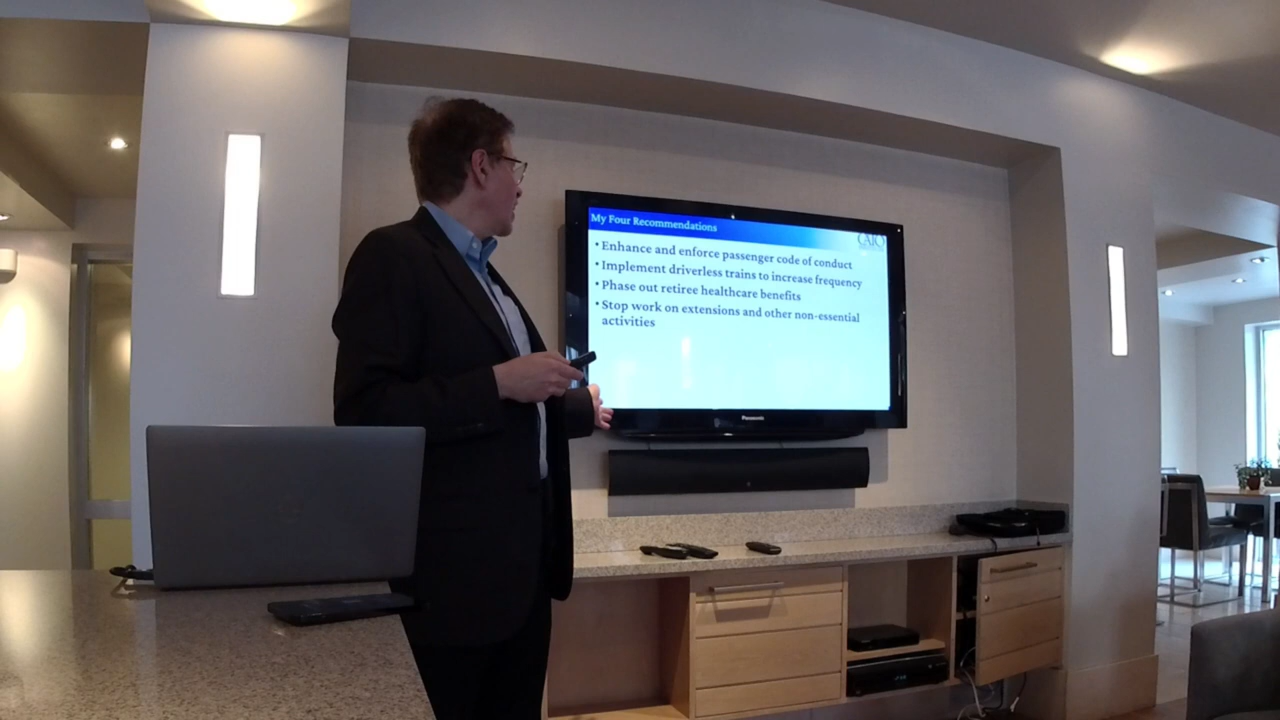 My Four Recommendations
CATO
• Enhance and enforce passenger code of conduct
• Implement driverless trains to increase frequency
• Phase out retiree healthcare benefits
• Stop work on extensions and other non-essential
activities
Panasonic